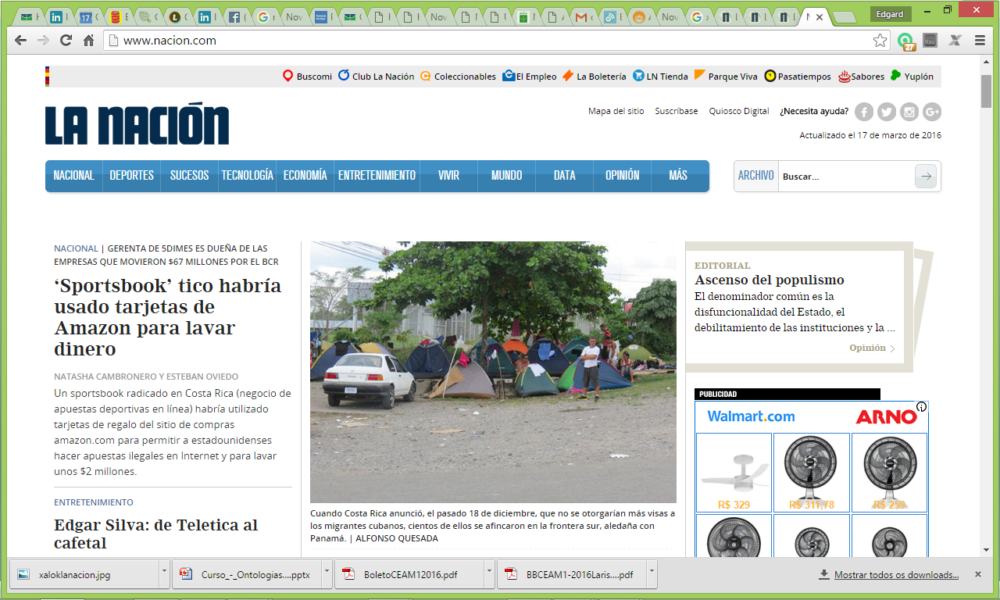 Edgard
www.nacion.com
27
Itaú
Buscomi Club La Nación Coleccionables El Empleo La Boletería LN Tienda Parque Viva Pasatiempos Sabores Yuplón
LA NACIÓN
Mapa del sitio Suscríbase Quiosco Digital ¿Necesita ayuda?
Actualizado el 17 de marzo de 2016
NACIONAL DEPORTES SUCESOS TECNOLOGÍA ECONOMÍA ENTRETENIMIENTO VIVIR MUNDO DATA OPINIÓN MÁS
ARCHIVO Buscar...
NACIONAL | GERENTA DE 5DIMES ES DUEÑA DE LAS
EMPRESAS QUE MOVIERON $67 MILLONES POR EL BCR
‘Sportsbook’ tico habría
usado tarjetas de
Amazon para lavar
dinero
NATASHA CAMBRONERO Y ESTEBAN OVIEDO
Un sportsbook radicado en Costa Rica (negocio de
apuestas deportivas en línea) habría utilizado
tarjetas de regalo del sitio de compras
amazon.com para permitir a estadounidenses
hacer apuestas ilegales en Internet y para lavar
unos $2 millones.
ENTRETENIMIENTO
Edgar Silva: de Teletica al
cafetal
Cuando Costa Rica anunció, el pasado 18 de diciembre, que no se otorgarían más visas a
los migrantes cubanos, cientos de ellos se afincaron en la frontera sur, aledaña con
Panamá. | ALFONSO QUESADA
EDITORIAL
Ascenso del populismo
El denominador común es la
disfuncionalidad del Estado, el
debilitamiento de las instituciones y la ...
Opinión
PUBLICIDAD
Walmart.com ARNO
R$ 329 R$ 311,78 R$ 259
xaloklanacion.jpg Curso_-_Ontologias....pptx BoletoCEAM12016.pdf BBCEAM1-2016Laris....pdf Mostrar todos os downloads...